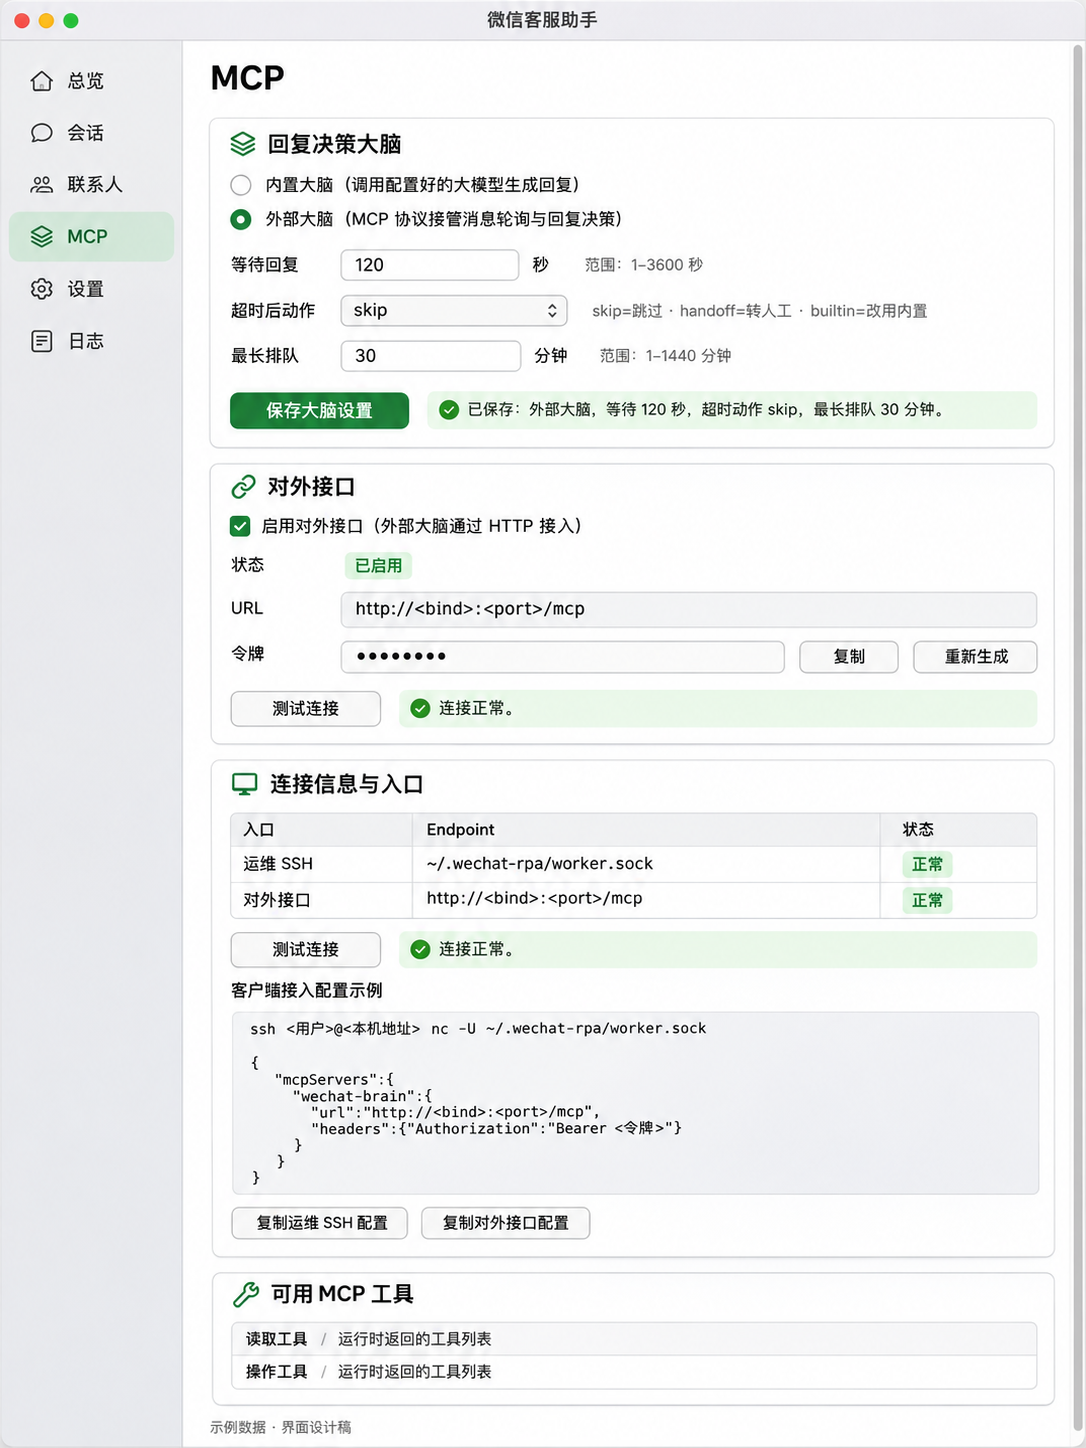 微信客服助手
总览
会话
联系人
MCP
设置
日志
MCP
回复决策大脑
内置大脑（调用配置好的大模型生成回复）
外部大脑（MCP 协议接管消息轮询与回复决策）
等待回复 120 秒 范围：1–3600 秒
超时后动作 skip skip=跳过 · handoff=转人工 · builtin=改用内置
最长排队 30 分钟 范围：1–1440 分钟
保存大脑设置 已保存：外部大脑，等待 120 秒，超时动作 skip，最长排队 30 分钟。
对外接口
启用对外接口（外部大脑通过 HTTP 接入）
状态 已启用
URL http://<bind>:<port>/mcp
令牌 •••••••• 复制 重新生成
测试连接 连接正常。
连接信息与入口
入口 Endpoint 状态
运维 SSH ~/.wechat-rpa/worker.sock 正常
对外接口 http://<bind>:<port>/mcp 正常
测试连接 连接正常。
客户端接入配置示例
ssh <用户>@<本机地址> nc -U ~/.wechat-rpa/worker.sock
{
"mcpServers":{
"wechat-brain":{
"url":"http://<bind>:<port>/mcp",
"headers":{"Authorization":"Bearer <令牌>"}
}
}
}
复制运维 SSH 配置 复制对外接口配置
可用 MCP 工具
读取工具 / 运行时返回的工具列表
操作工具 / 运行时返回的工具列表
示例数据 · 界面设计稿